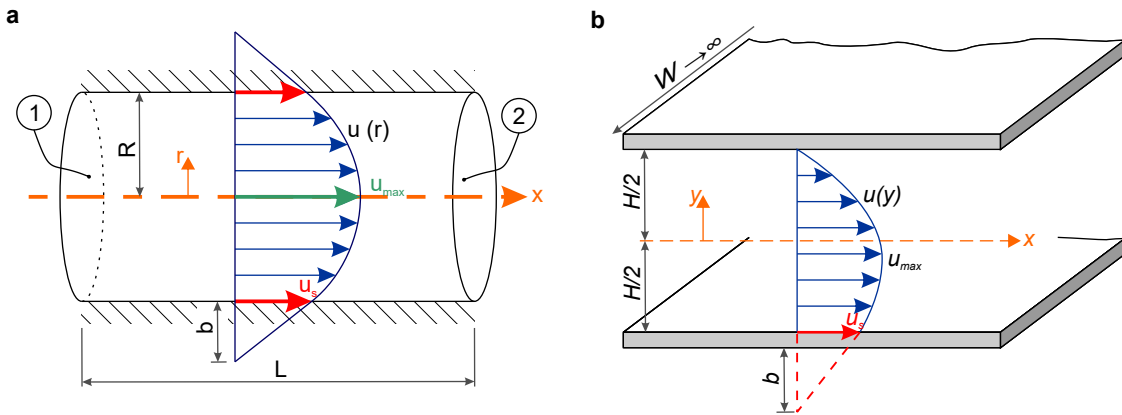 a
1
R
r
u (r)
u_max
x
2
u_s
b
L
b
W → ∞
H/2
y
u(y)
x
H/2
u_max
u_s
b